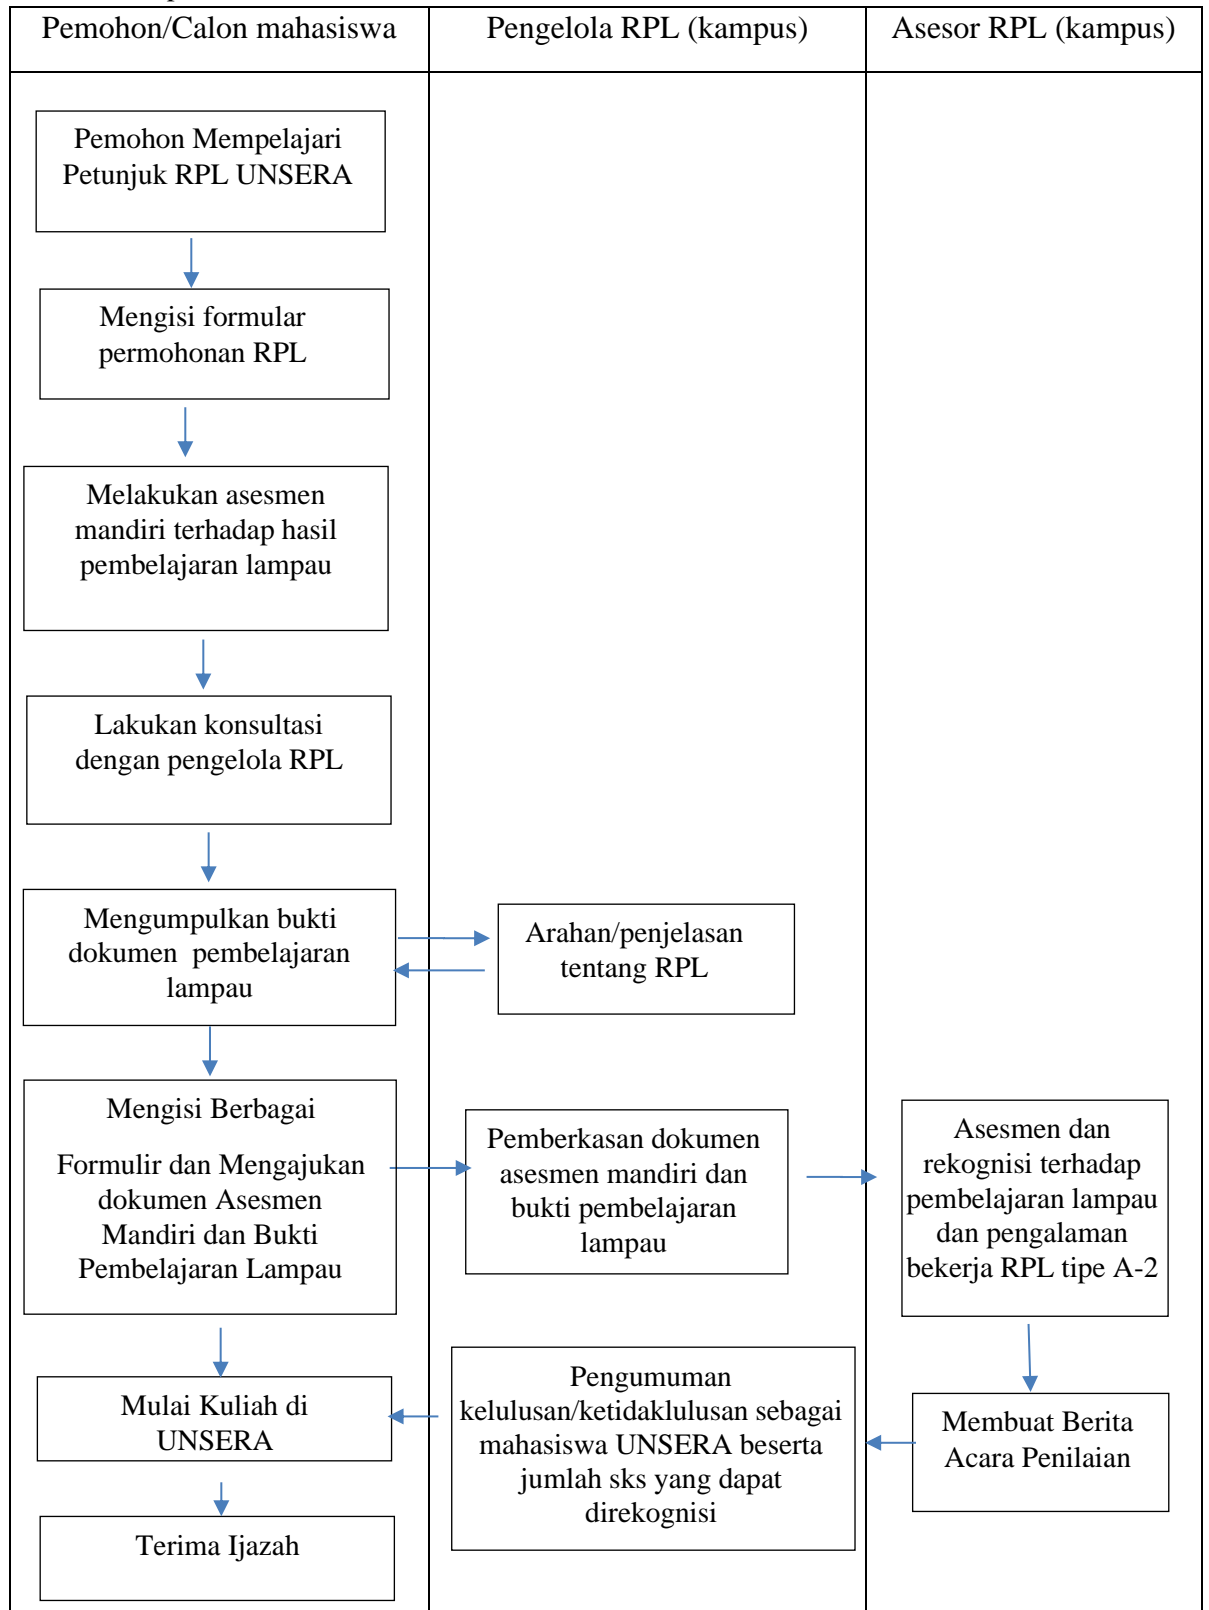 Pemohon/Calon mahasiswa
Pengelola RPL (kampus)
Asesor RPL (kampus)
Pemohon Mempelajari
Petunjuk RPL UNSERA
Mengisi formular
permohonan RPL
Melakukan asesmen
mandiri terhadap hasil
pembelajaran lampau
Lakukan konsultasi
dengan pengelola RPL
Mengumpulkan bukti
dokumen pembelajaran
lampau
Arahan/penjelasan
tentang RPL
Mengisi Berbagai
Formulir dan Mengajukan
dokumen Asesmen
Mandiri dan Bukti
Pembelajaran Lampau
Pemberkasan dokumen
asesmen mandiri dan
bukti pembelajaran
lampau
Asesmen dan
rekognisi terhadap
pembelajaran lampau
dan pengalaman
bekerja RPL tipe A-2
Mulai Kuliah di
UNSERA
Pengumuman
kelulusan/ketidaklulusan sebagai
mahasiswa UNSERA beserta
jumlah sks yang dapat
direkognisi
Membuat Berita
Acara Penilaian
Terima Ijazah